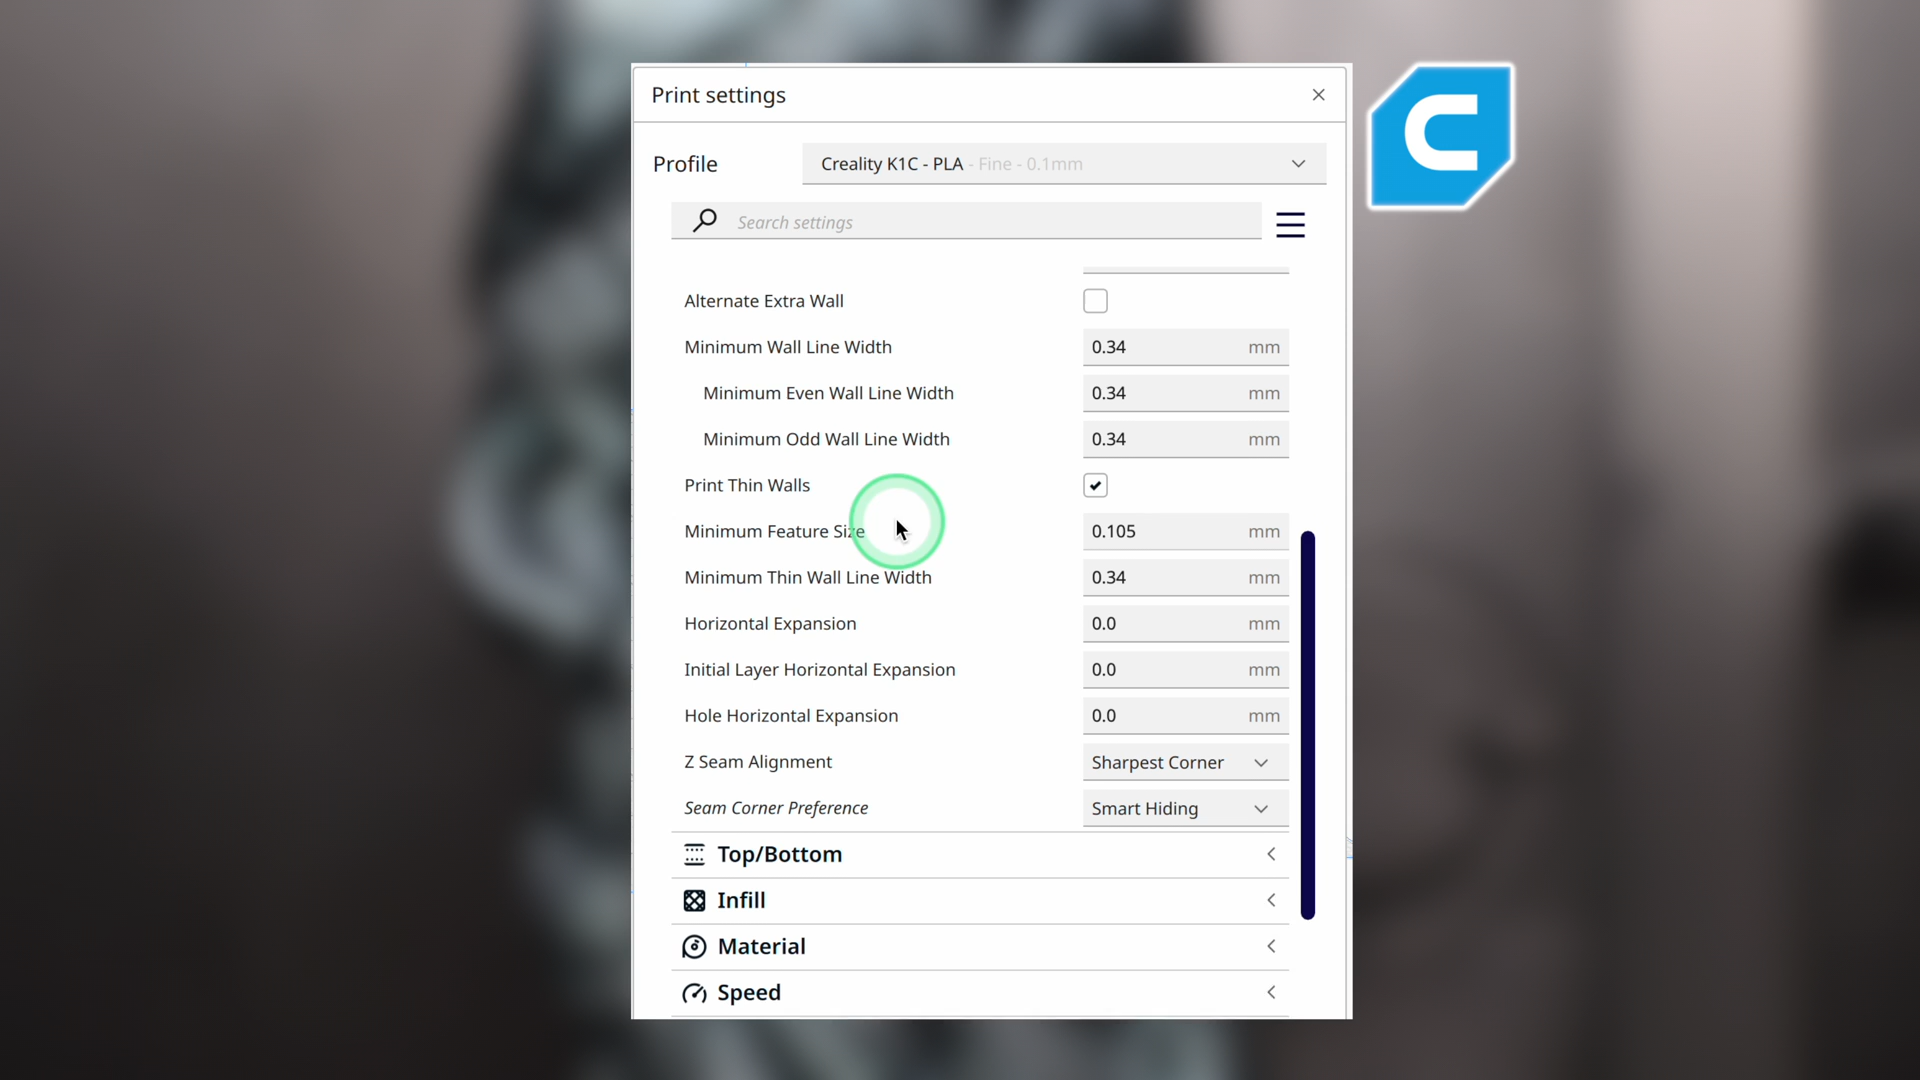 Print settings
Profile
Creality K1C - PLA - Fine - 0.1mm
Search settings
Alternate Extra Wall
Minimum Wall Line Width 0.34 mm
Minimum Even Wall Line Width 0.34 mm
Minimum Odd Wall Line Width 0.34 mm
Print Thin Walls
Minimum Feature Size 0.105 mm
Minimum Thin Wall Line Width 0.34 mm
Horizontal Expansion 0.0 mm
Initial Layer Horizontal Expansion 0.0 mm
Hole Horizontal Expansion 0.0 mm
Z Seam Alignment Sharpest Corner
Seam Corner Preference Smart Hiding
Top/Bottom
Infill
Material
Speed
C